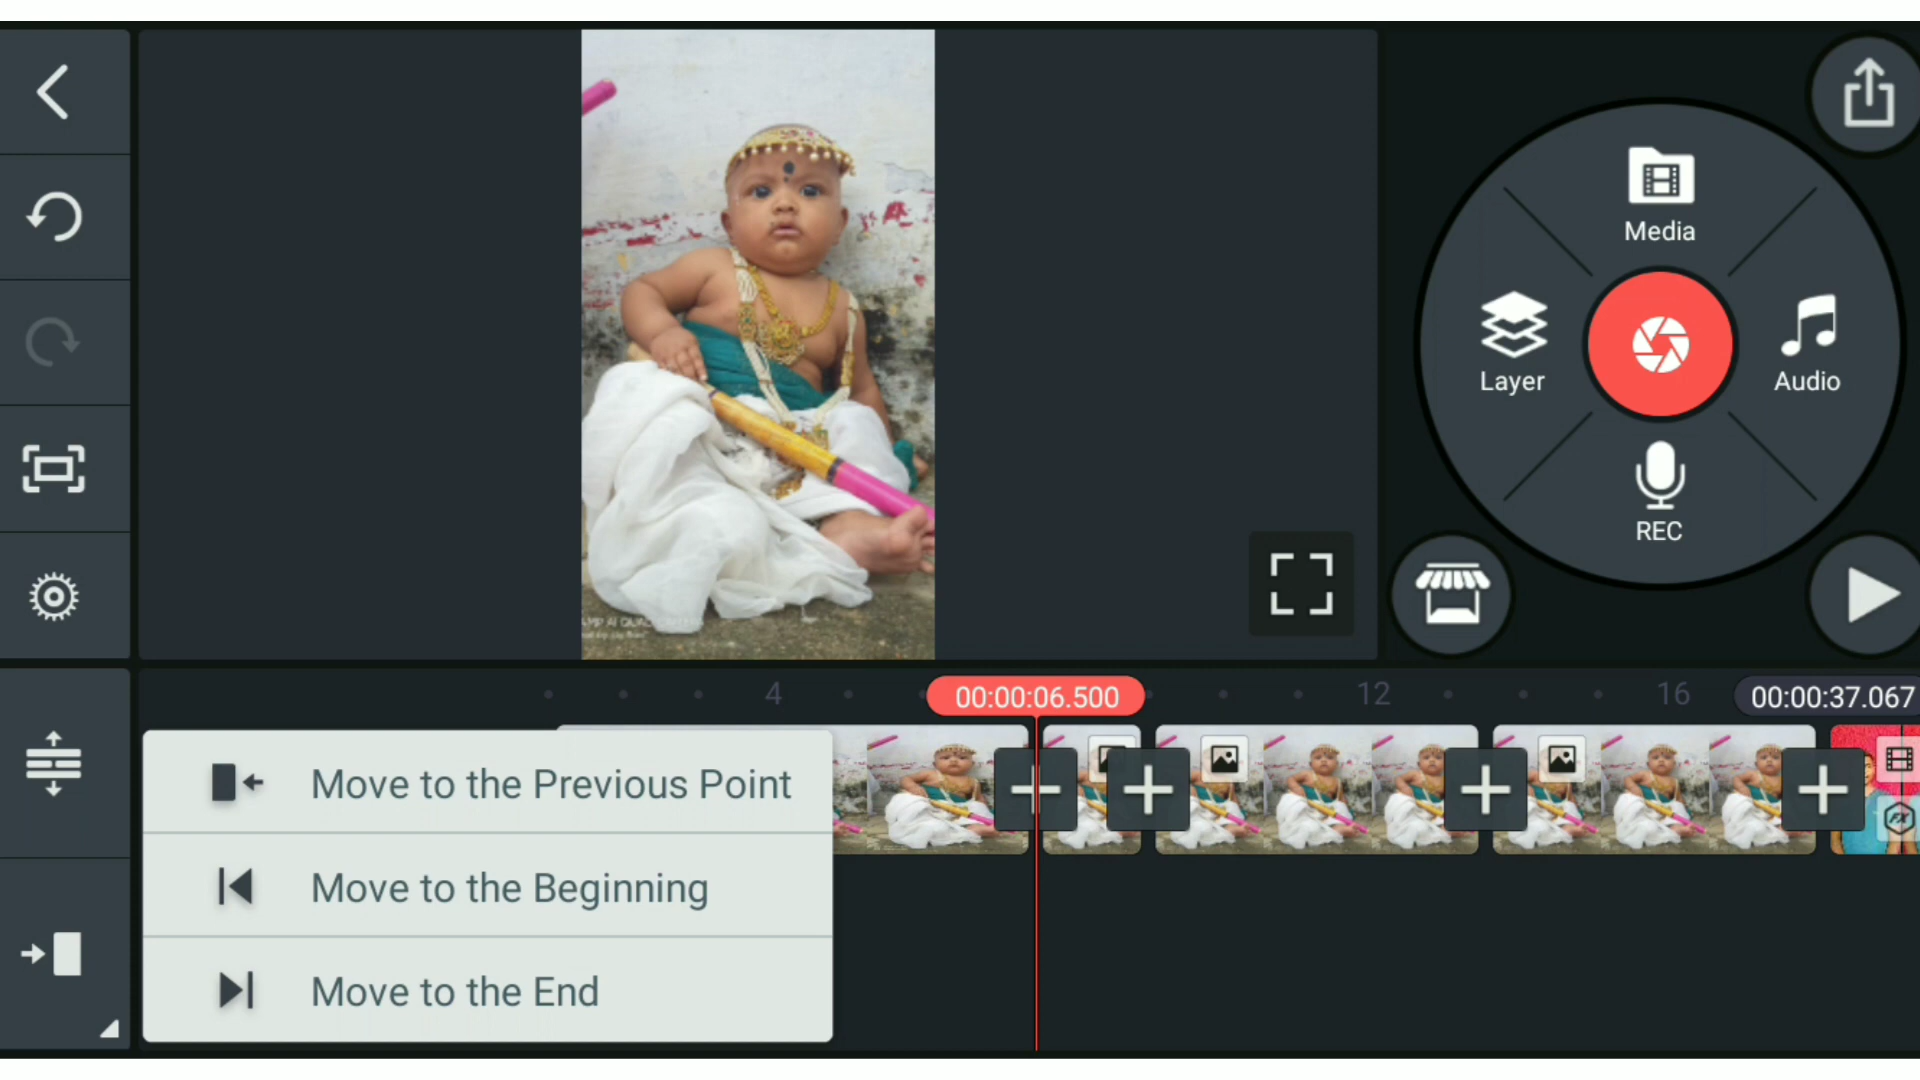 Media
Layer
Audio
REC
4
00:00:06.500
12
16
00:00:37.067
Move to the Previous Point
Move to the Beginning
Move to the End
FX